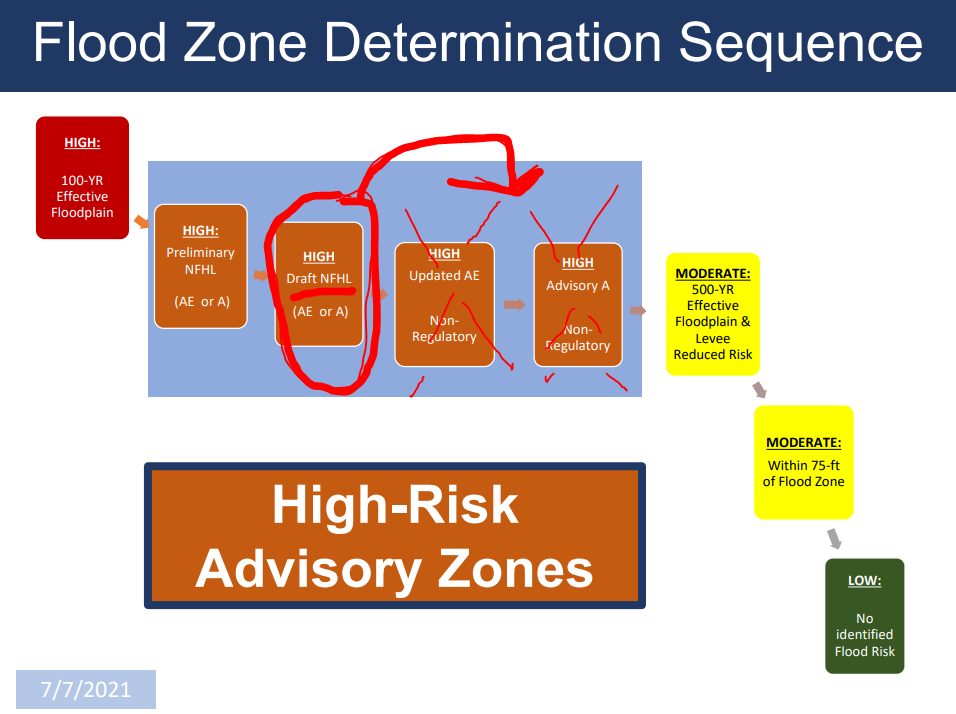 Flood Zone Determination Sequence
HIGH:
100-YR
Effective
Floodplain
HIGH:
Preliminary
NFHL
(AE or A)
HIGH
Draft NFHL
(AE or A)
HIGH
Updated AE
Non-
Regulatory
HIGH
Advisory A
Non-
Regulatory
MODERATE:
500-YR
Effective
Floodplain &
Levee
Reduced Risk
MODERATE:
Within 75-ft
of Flood Zone
LOW:
No
identified
Flood Risk
High-Risk
Advisory Zones
7/7/2021